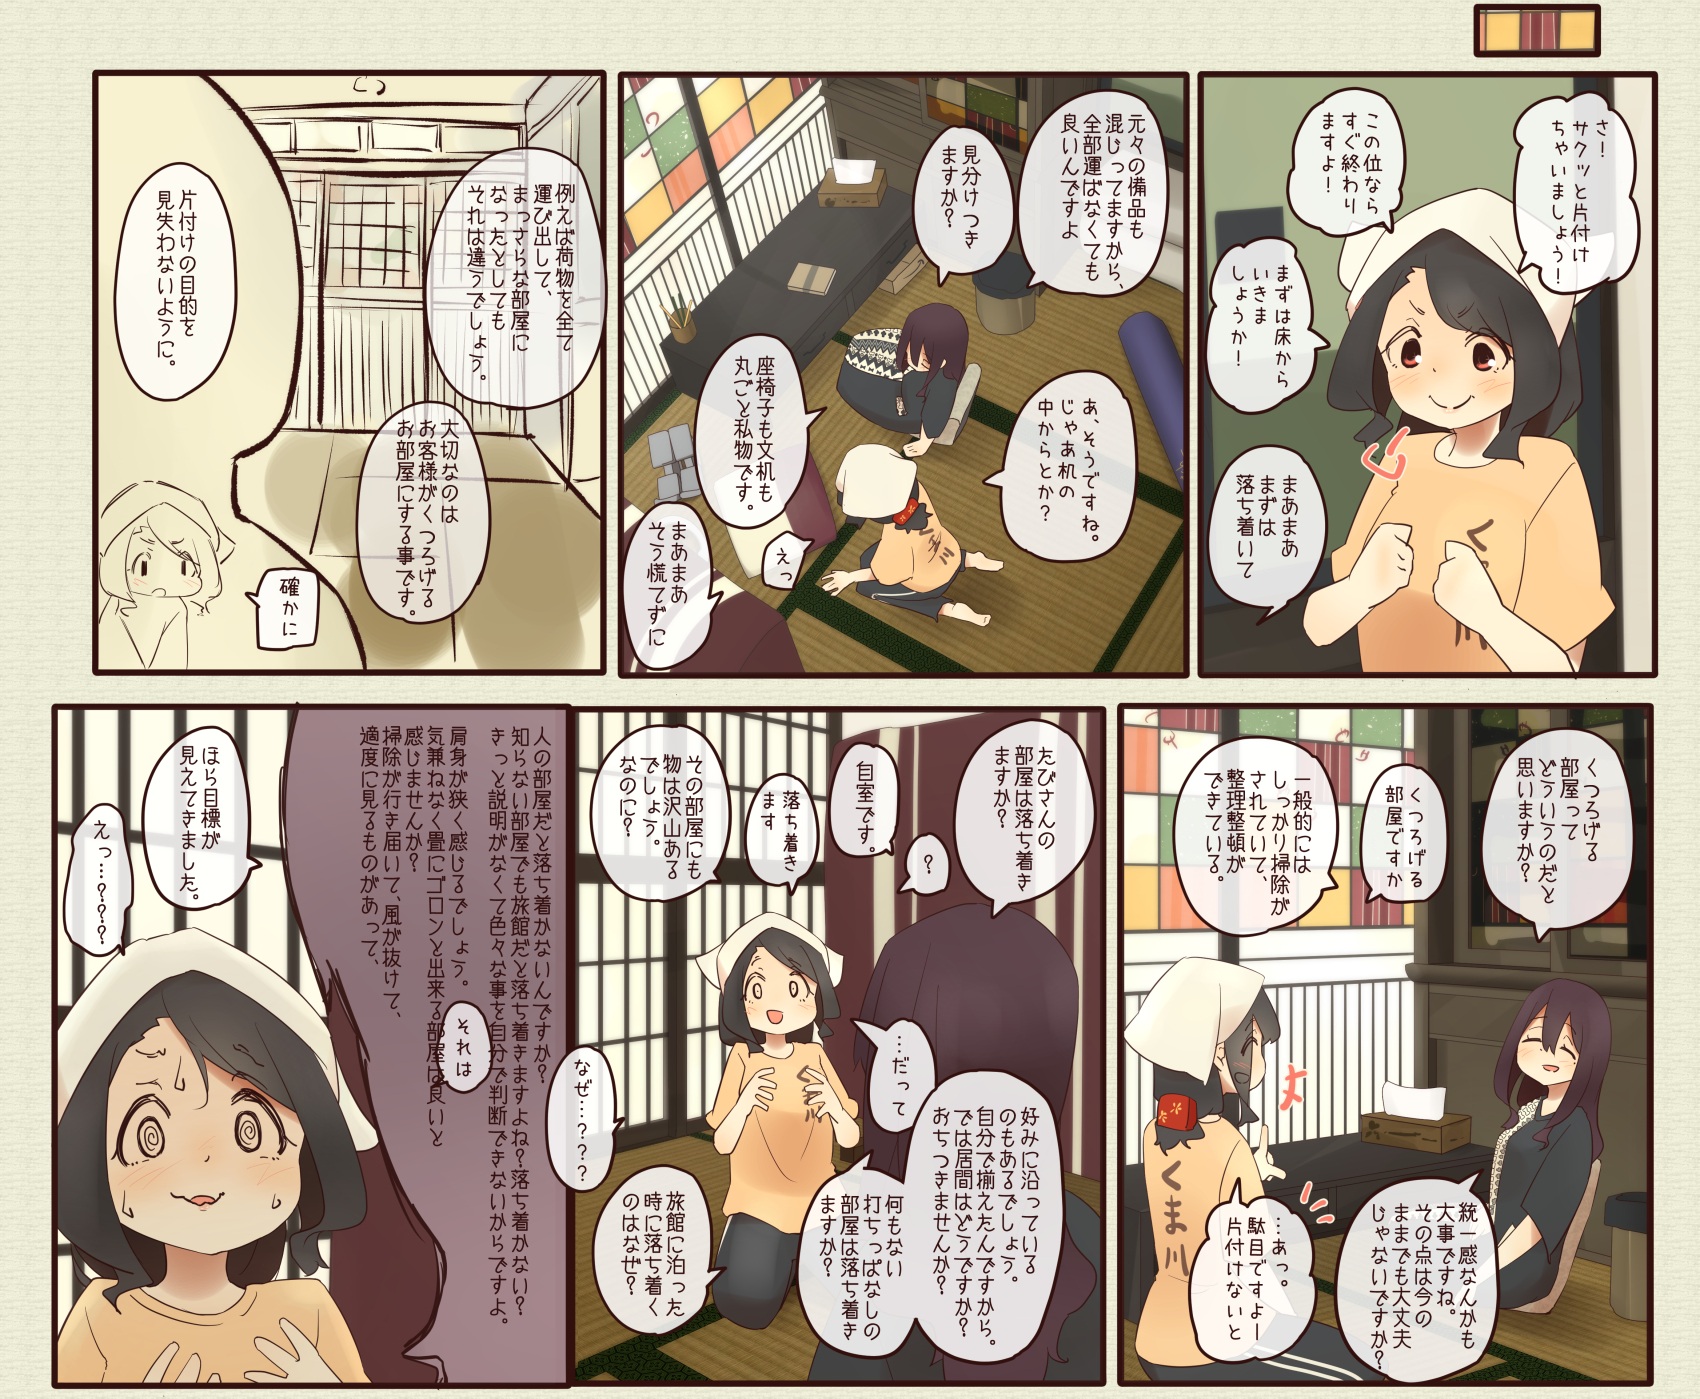 さ!
サクッと片付け
ちゃいましょう!
この位なら
すぐ終わり
ますよ!
まずは床から
いきま
しょうか!
まあまあ
まずは
落ち着いて
くま川
元々の備品も
混じってますから、
全部運ばなくても
良いんですよ
見分けつき
ますか?
あ、そうですね。
じゃあ机の
中からとか?
座椅子も文机も
丸ごと私物です。
えっ
まあまあ
そう慌てずに
例えば荷物を全て
運び出して、
まっさらな部屋に
なったとしても
それは違うでしょう。
大切なのは
お客様がくつろげる
お部屋にする事です。
片付けの目的を
見失わないように。
確かに
くつろげる
部屋って
どういうのだと
思いますか?
くつろげる
部屋ですか
一般的には
しっかり掃除が
されていて、
整理整頓が
できている。
統一感なんかも
大事ですね。
その点は今の
ままでも大丈夫
じゃないですか?
…あっ。
駄目ですよー
片付けないと
くま川
たびさんの
部屋は落ち着き
ますか?
?
自室です。
落ち着き
ます
その部屋にも
物は沢山ある
でしょう。
なのに?
…だって
好みに沿っている
のもあるでしょう。
自分で揃えたんですから。
では居間はどうですか?
おちつきませんか?
何もない
打ちっぱなしの
部屋は落ち着き
ますか?
旅館に泊った
時に落ち着く
のはなぜ?
なぜ…????
人の部屋だと落ち着かないんですか?
知らない部屋でも旅館だと落ち着きますよね?落ち着かない?
きっと説明がなくて色々な事を自分で判断できないからですよ。
肩身が狭く感じるでしょう。
気兼ねなく畳にゴロンと出来る部屋は良いと
感じませんか?
掃除が行き届いて、風が抜けて、
適度に見るものがあって、
それは
ほら目標が
見えてきました。
えっ…????